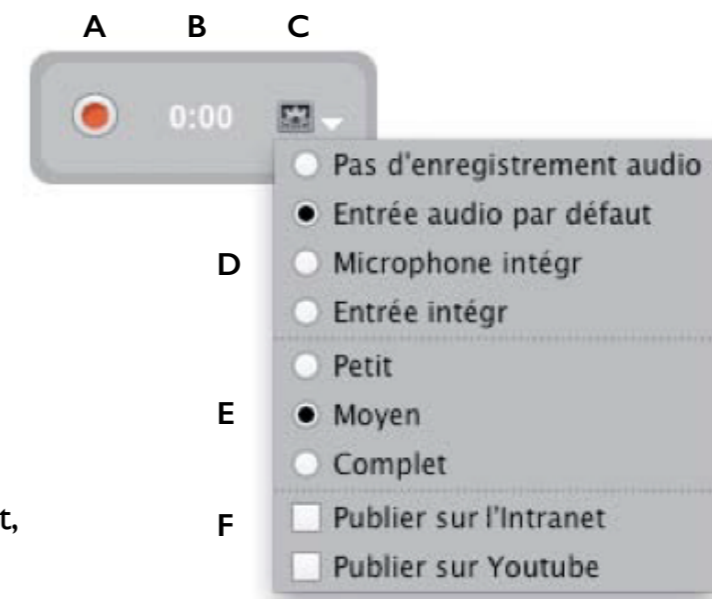 A B C
0:00
Pas d'enregistrement audio
Entrée audio par défaut
D Microphone intégr
Entrée intégr
Petit
E Moyen
Complet
t,
F Publier sur l'Intranet
Publier sur Youtube